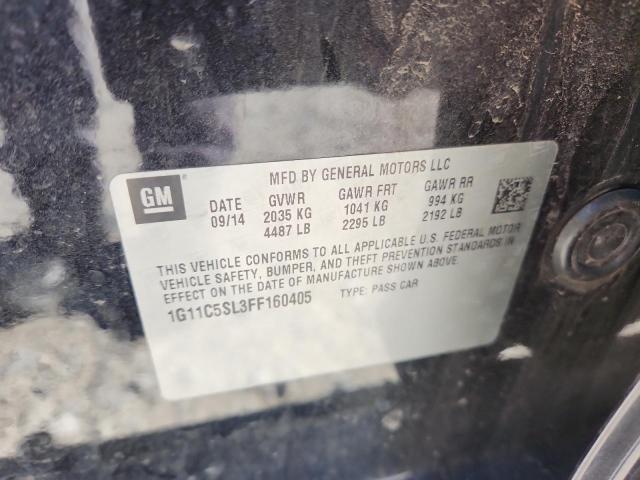 MFD BY GENERAL MOTORS LLC
GM
DATE GVWR GAWR FRT GAWR RR
09/14 2035 KG 1041 KG 994 KG
4487 LB 2295 LB 2192 LB
THIS VEHICLE CONFORMS TO ALL APPLICABLE U.S. FEDERAL MOTOR
VEHICLE SAFETY, BUMPER, AND THEFT PREVENTION STANDARDS IN
EFFECT ON THE DATE OF MANUFACTURE SHOWN ABOVE.
1G11C5SL3FF160405 TYPE: PASS CAR